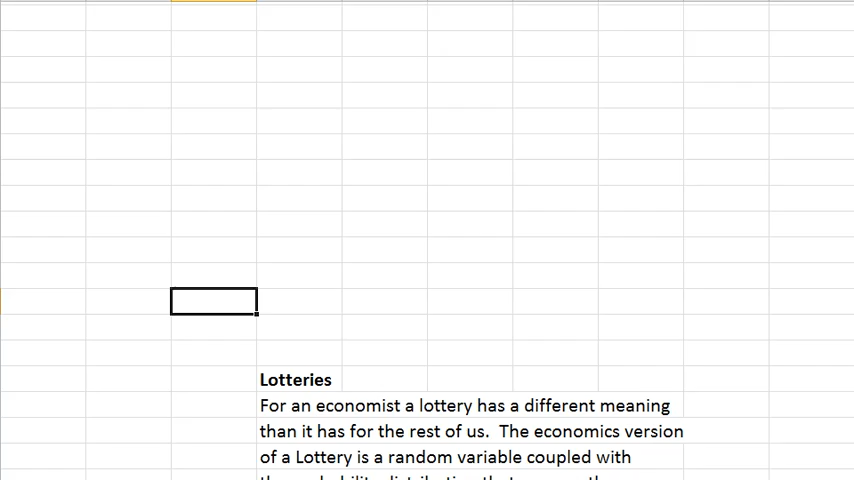 Lotteries
For an economist a lottery has a different meaning
than it has for the rest of us.  The economics version
of a Lottery is a random variable coupled with